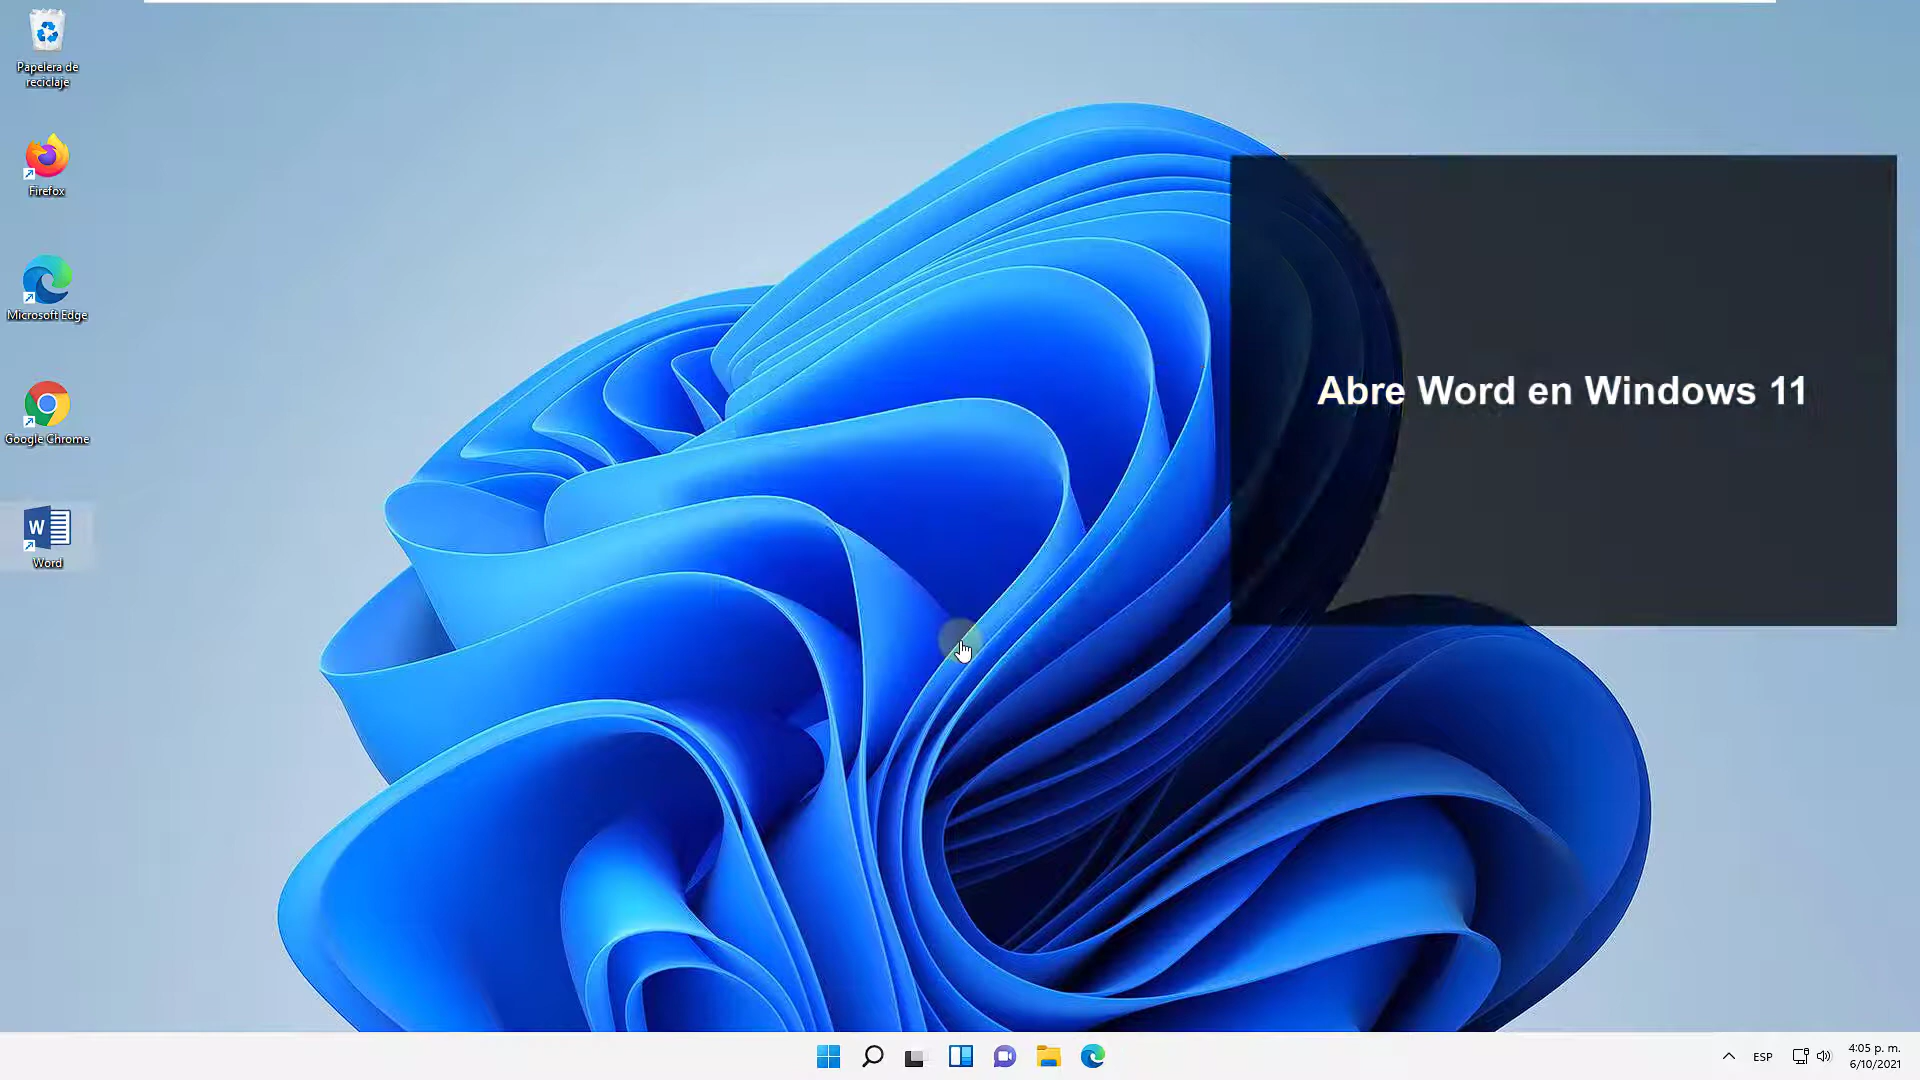 Papelera de
reciclaje
Firefox
Microsoft Edge
Google Chrome
W
Word
Abre Word en Windows 11
ESP
4:05 p. m.
6/10/2021